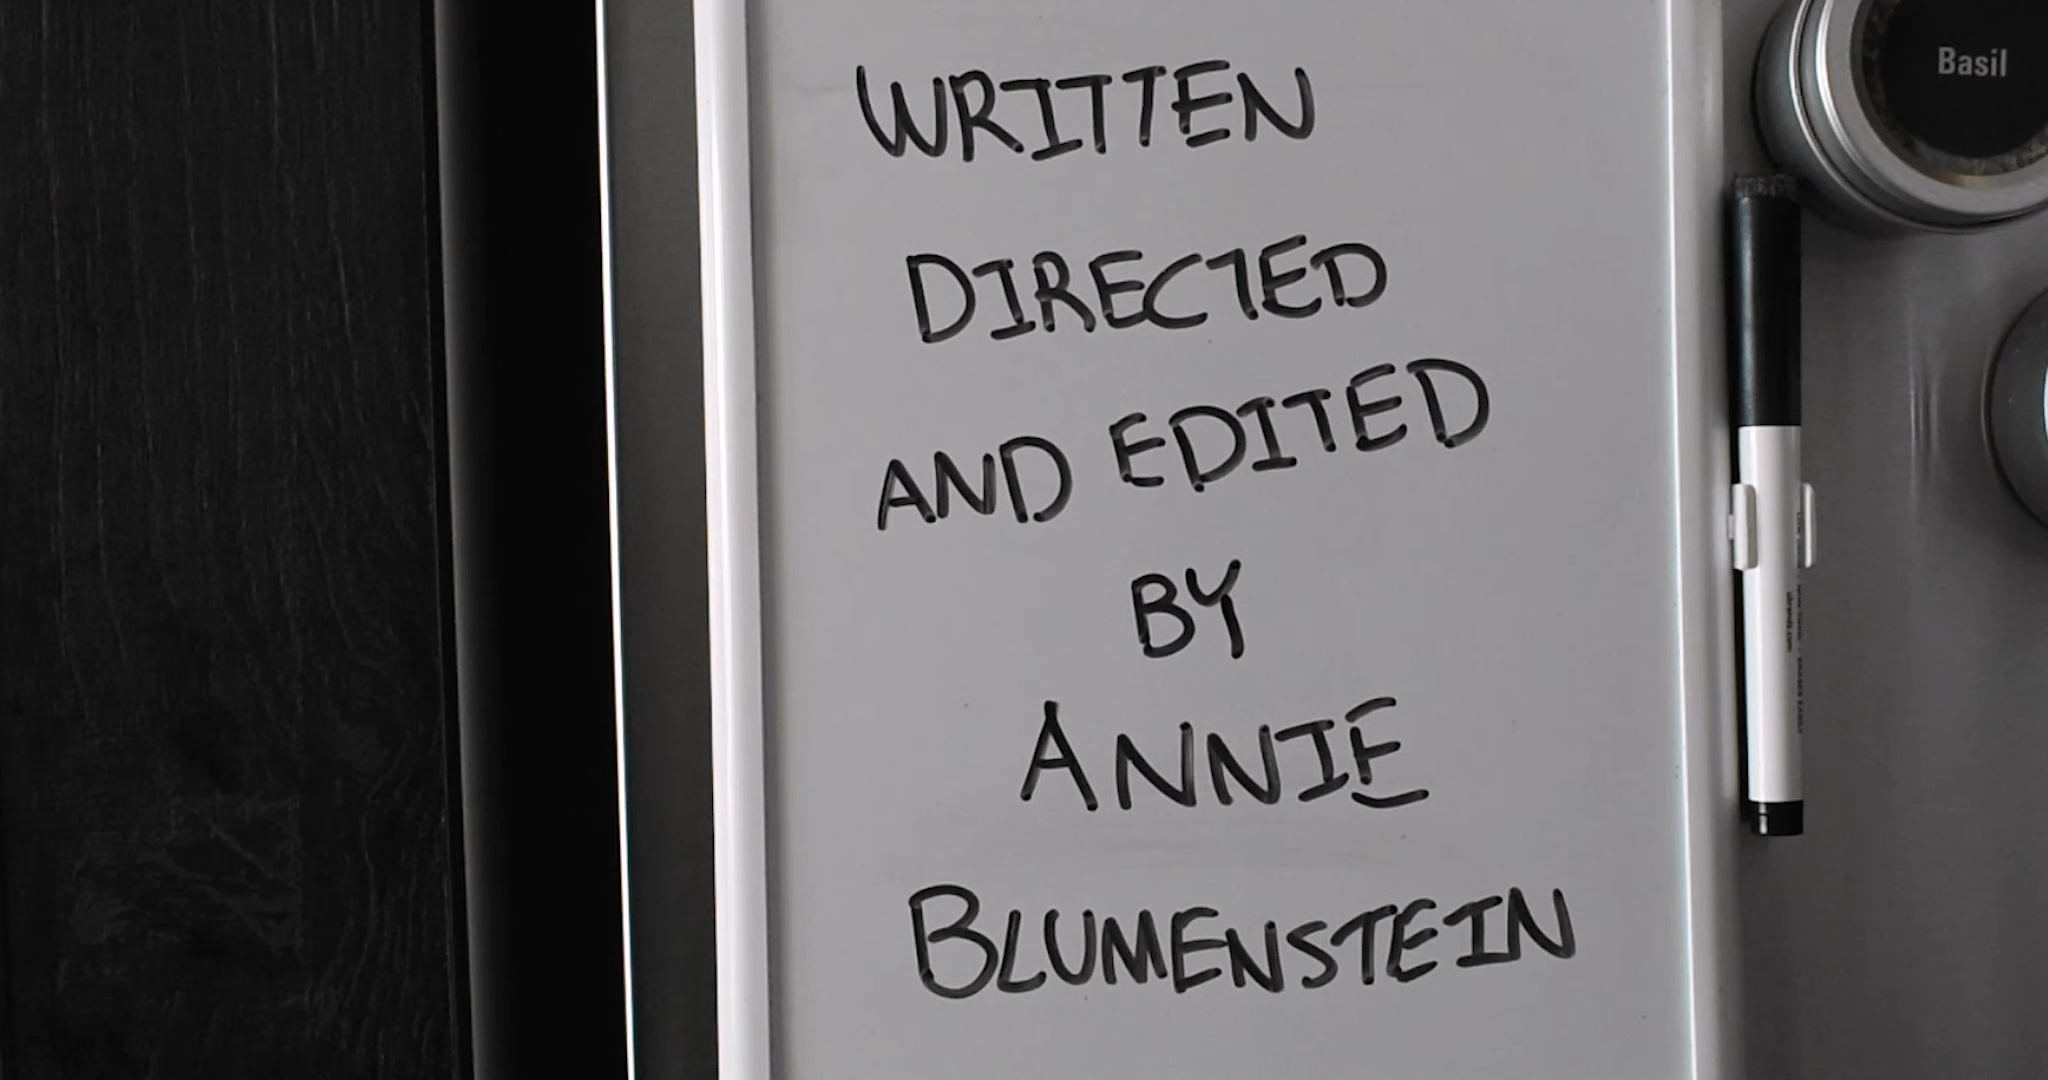 WRITTEN
DIRECTED
AND EDITED
BY
ANNIE
BLUMENSTEIN
Basil